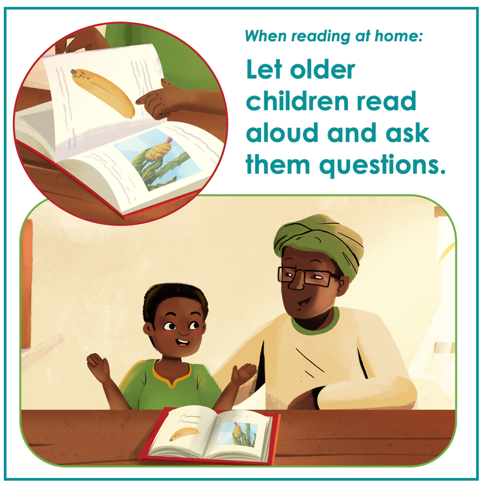 When reading at home:
Let older
children read
aloud and ask
them questions.